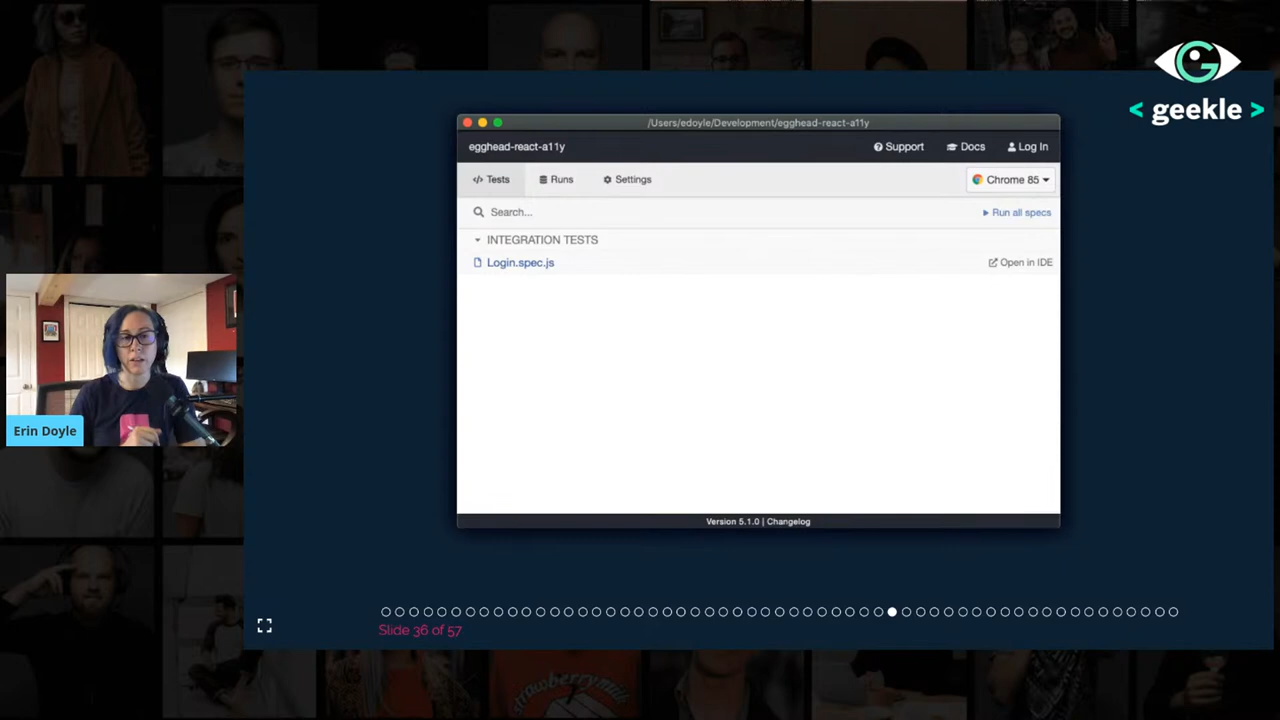 < geekle >
/Users/edoyle/Development/egghead-react-a11y
egghead-react-a11y
Support
Docs
Log In
</> Tests
Runs
Settings
Chrome 85
Search...
Run all specs
INTEGRATION TESTS
Login.spec.js
Open in IDE
Erin Doyle
Version 5.1.0 | Changelog
Slide 36 of 57
strawberrymilk